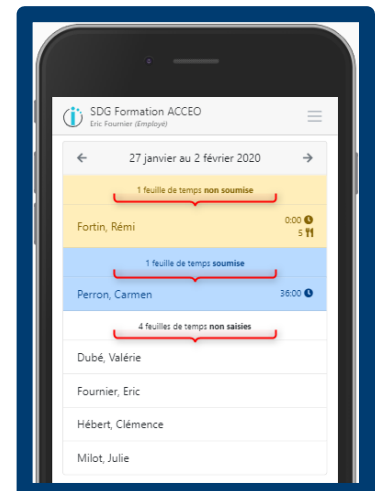 SDG Formation ACCEO
Eric Fournier (Employé)
27 janvier au 2 février 2020
1 feuille de temps non soumise
Fortin, Rémi 0:00
5
1 feuille de temps soumise
Perron, Carmen 36:00
4 feuilles de temps non saisies
Dubé, Valérie
Fournier, Eric
Hébert, Clémence
Milot, Julie